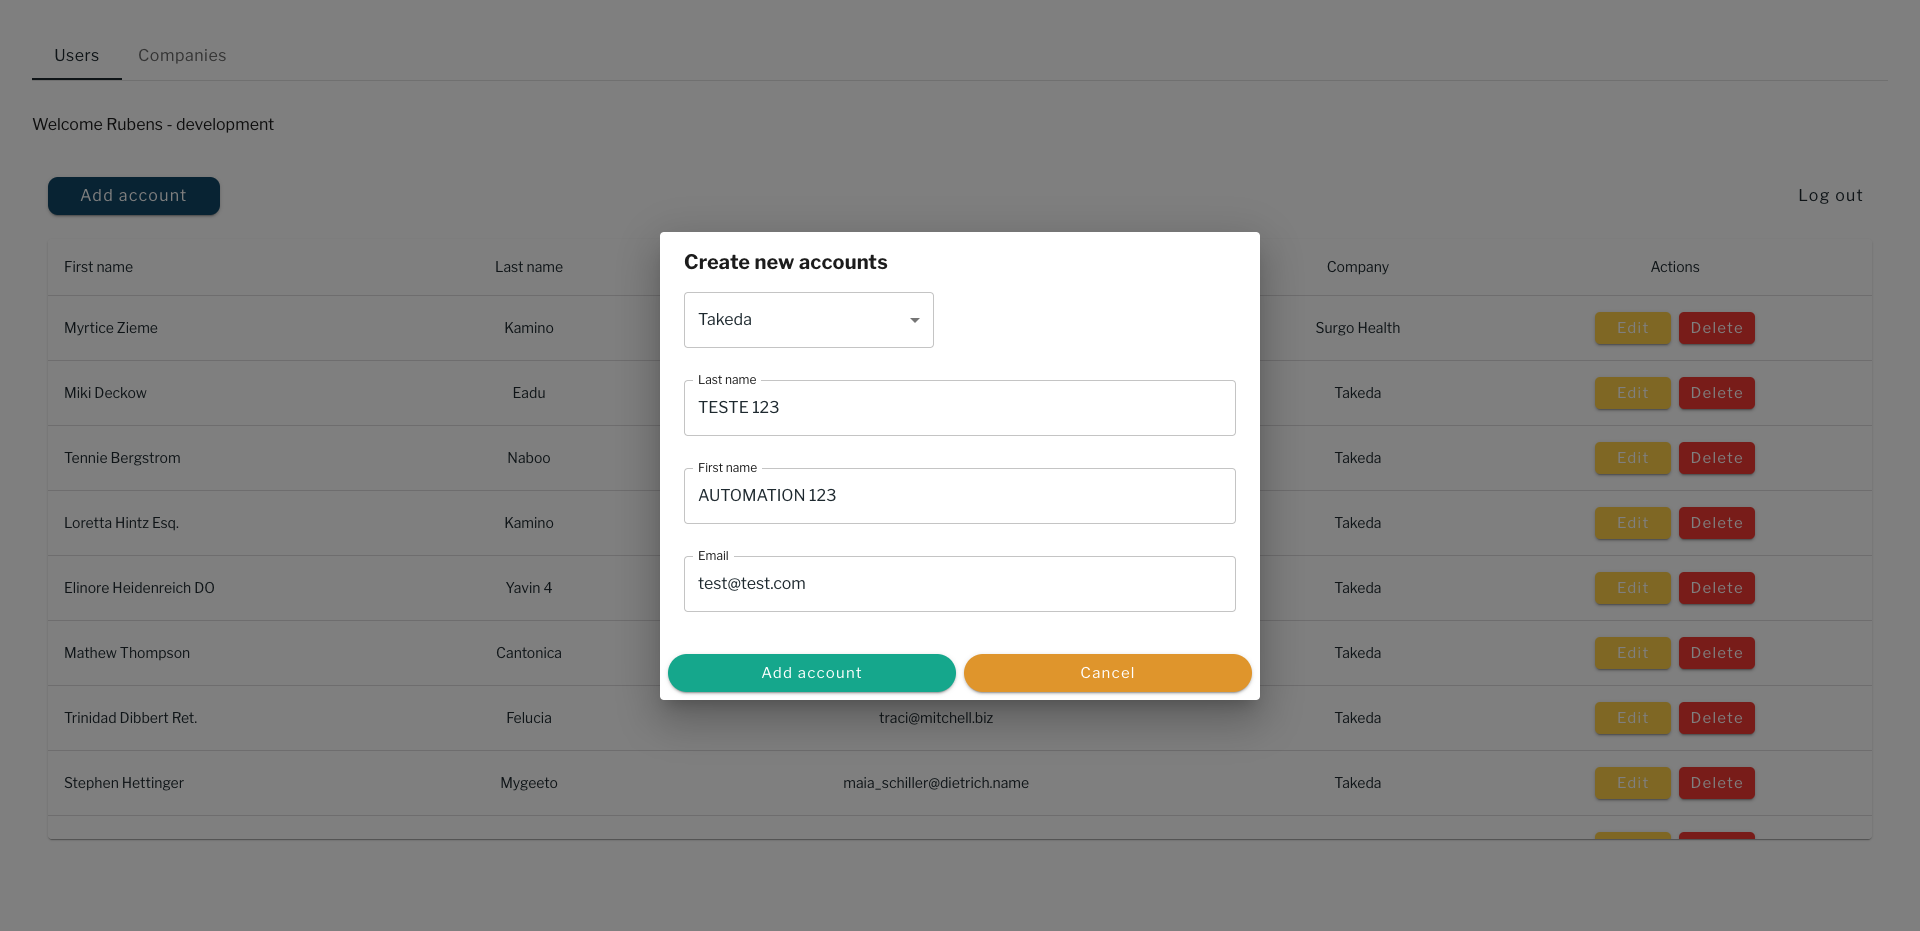 Users Companies
Welcome Rubens - development
Add account
Log out
First name Last name Company Actions
Myrtice Zieme Kamino Surgo Health Edit Delete
Miki Deckow Eadu Takeda Edit Delete
Tennie Bergstrom Naboo Takeda Edit Delete
Loretta Hintz Esq. Kamino Takeda Edit Delete
Elinore Heidenreich DO Yavin 4 Takeda Edit Delete
Mathew Thompson Cantonica Takeda Edit Delete
Trinidad Dibbert Ret. Felucia traci@mitchell.biz Takeda Edit Delete
Stephen Hettinger Mygeeto maia_schiller@dietrich.name Takeda Edit Delete
Create new accounts
Takeda
Last name
TESTE 123
First name
AUTOMATION 123
Email
test@test.com
Add account Cancel